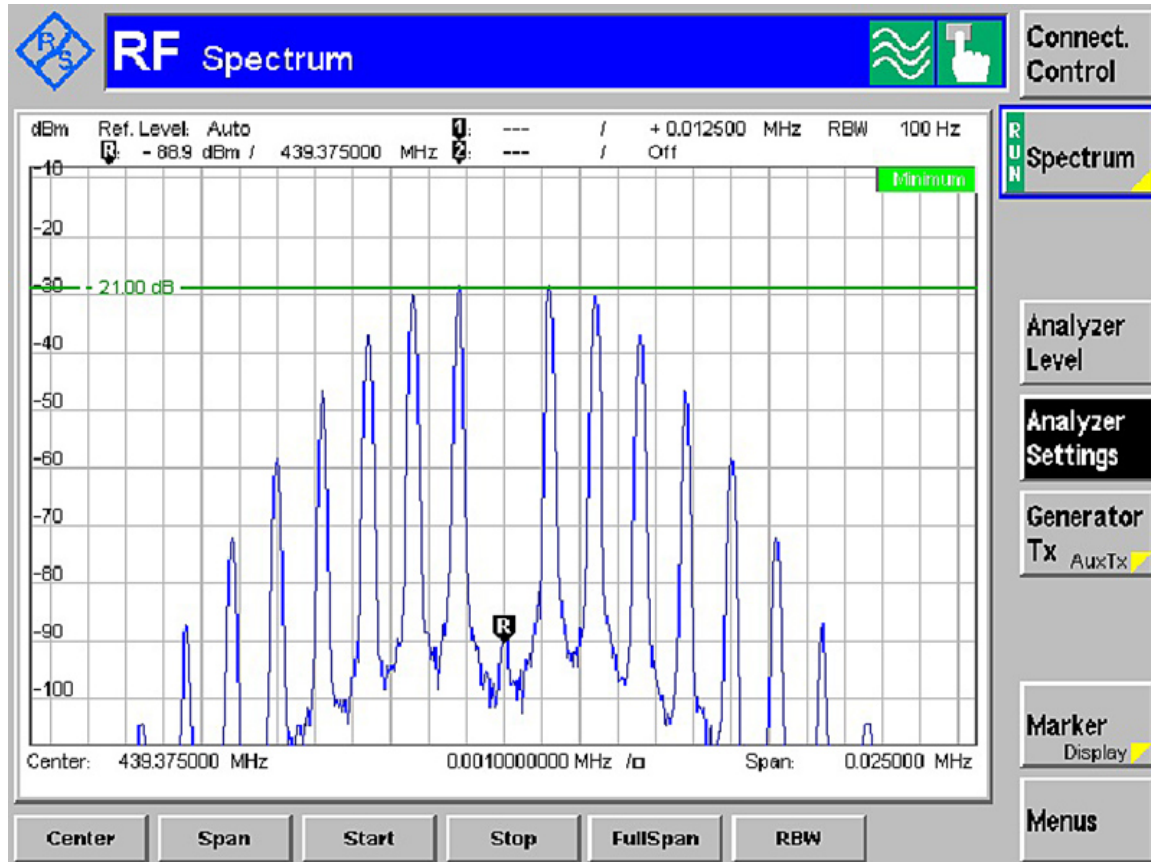 R S
RF Spectrum
Connect. Control
dBm Ref. Level: Auto 1: --- / + 0.012500 MHz RBW 100 Hz
R: - 88.9 dBm / 439.375000 MHz 2: --- / Off
RUN Spectrum
-10
Minimum
-20
-30 - 21.00 dB
-40
-50
-60
-70
-80
-90
R
-100
Center: 439.375000 MHz 0.0010000000 MHz /□ Span: 0.025000 MHz
Analyzer Level
Analyzer Settings
Generator Tx AuxTx
Marker Display
Menus
Center Span Start Stop FullSpan RBW